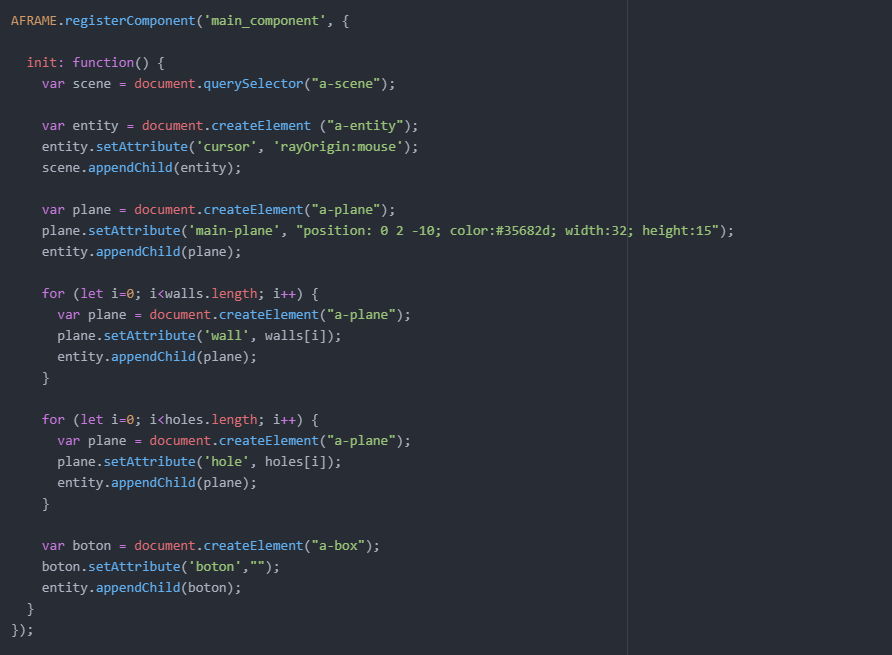 AFRAME.registerComponent('main_component', {
init: function() {
var scene = document.querySelector("a-scene");
var entity = document.createElement ("a-entity");
entity.setAttribute('cursor', 'rayOrigin:mouse');
scene.appendChild(entity);
var plane = document.createElement("a-plane");
plane.setAttribute('main-plane', "position: 0 2 -10; color:#35682d; width:32; height:15");
entity.appendChild(plane);
for (let i=0; i<walls.length; i++) {
var plane = document.createElement("a-plane");
plane.setAttribute('wall', walls[i]);
entity.appendChild(plane);
}
for (let i=0; i<holes.length; i++) {
var plane = document.createElement("a-plane");
plane.setAttribute('hole', holes[i]);
entity.appendChild(plane);
}
var boton = document.createElement("a-box");
boton.setAttribute('boton',"");
entity.appendChild(boton);
}
});